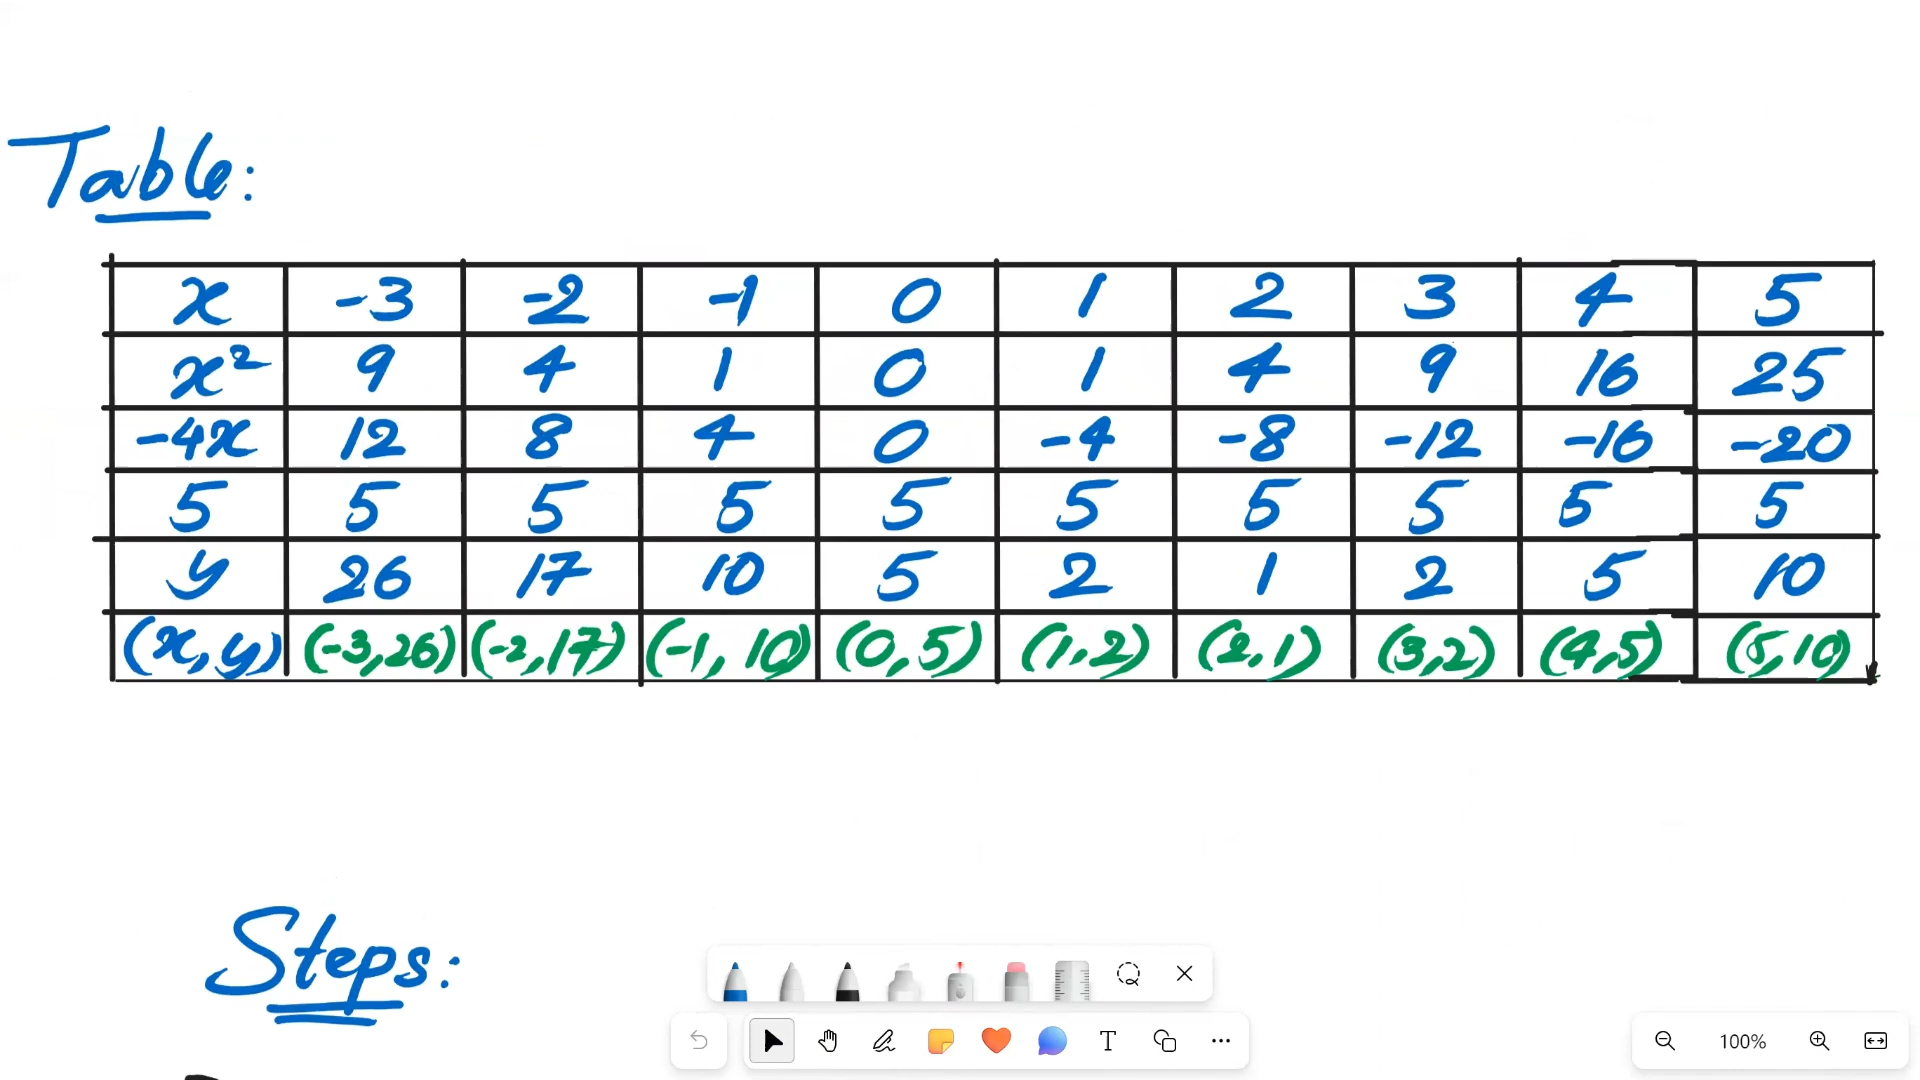 Table:
x -3 -2 -1 0 1 2 3 4 5
x² 9 4 1 0 1 4 9 16 25
-4x 12 8 4 0 -4 -8 -12 -16 -20
5 5 5 5 5 5 5 5 5 5
y 26 17 10 5 2 1 2 5 10
(x,y) (-3,26) (-2,17) (-1, 10) (0,5) (1,2) (2,1) (3,2) (4,5) (5,10)
Steps:
100%